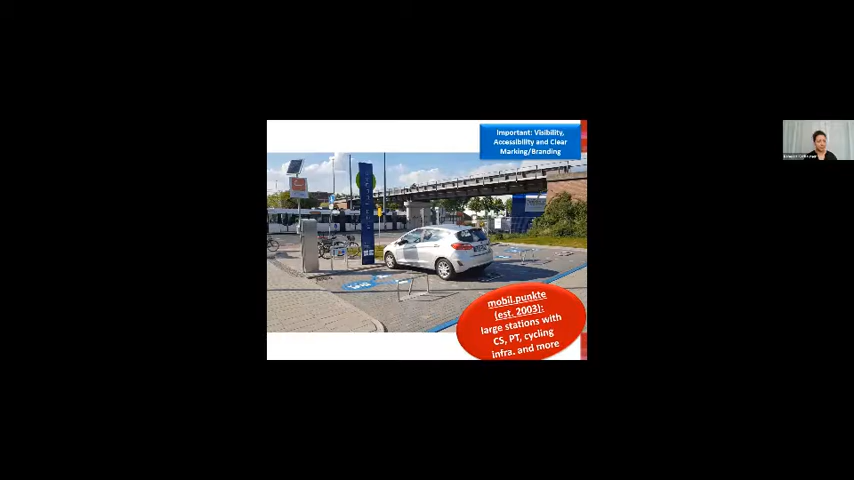 Important: Visibility,
Accessibility and Clear
Marking/Branding
mobil.punkte
(est. 2003):
large stations with
CS, PT, cycling
infra. and more